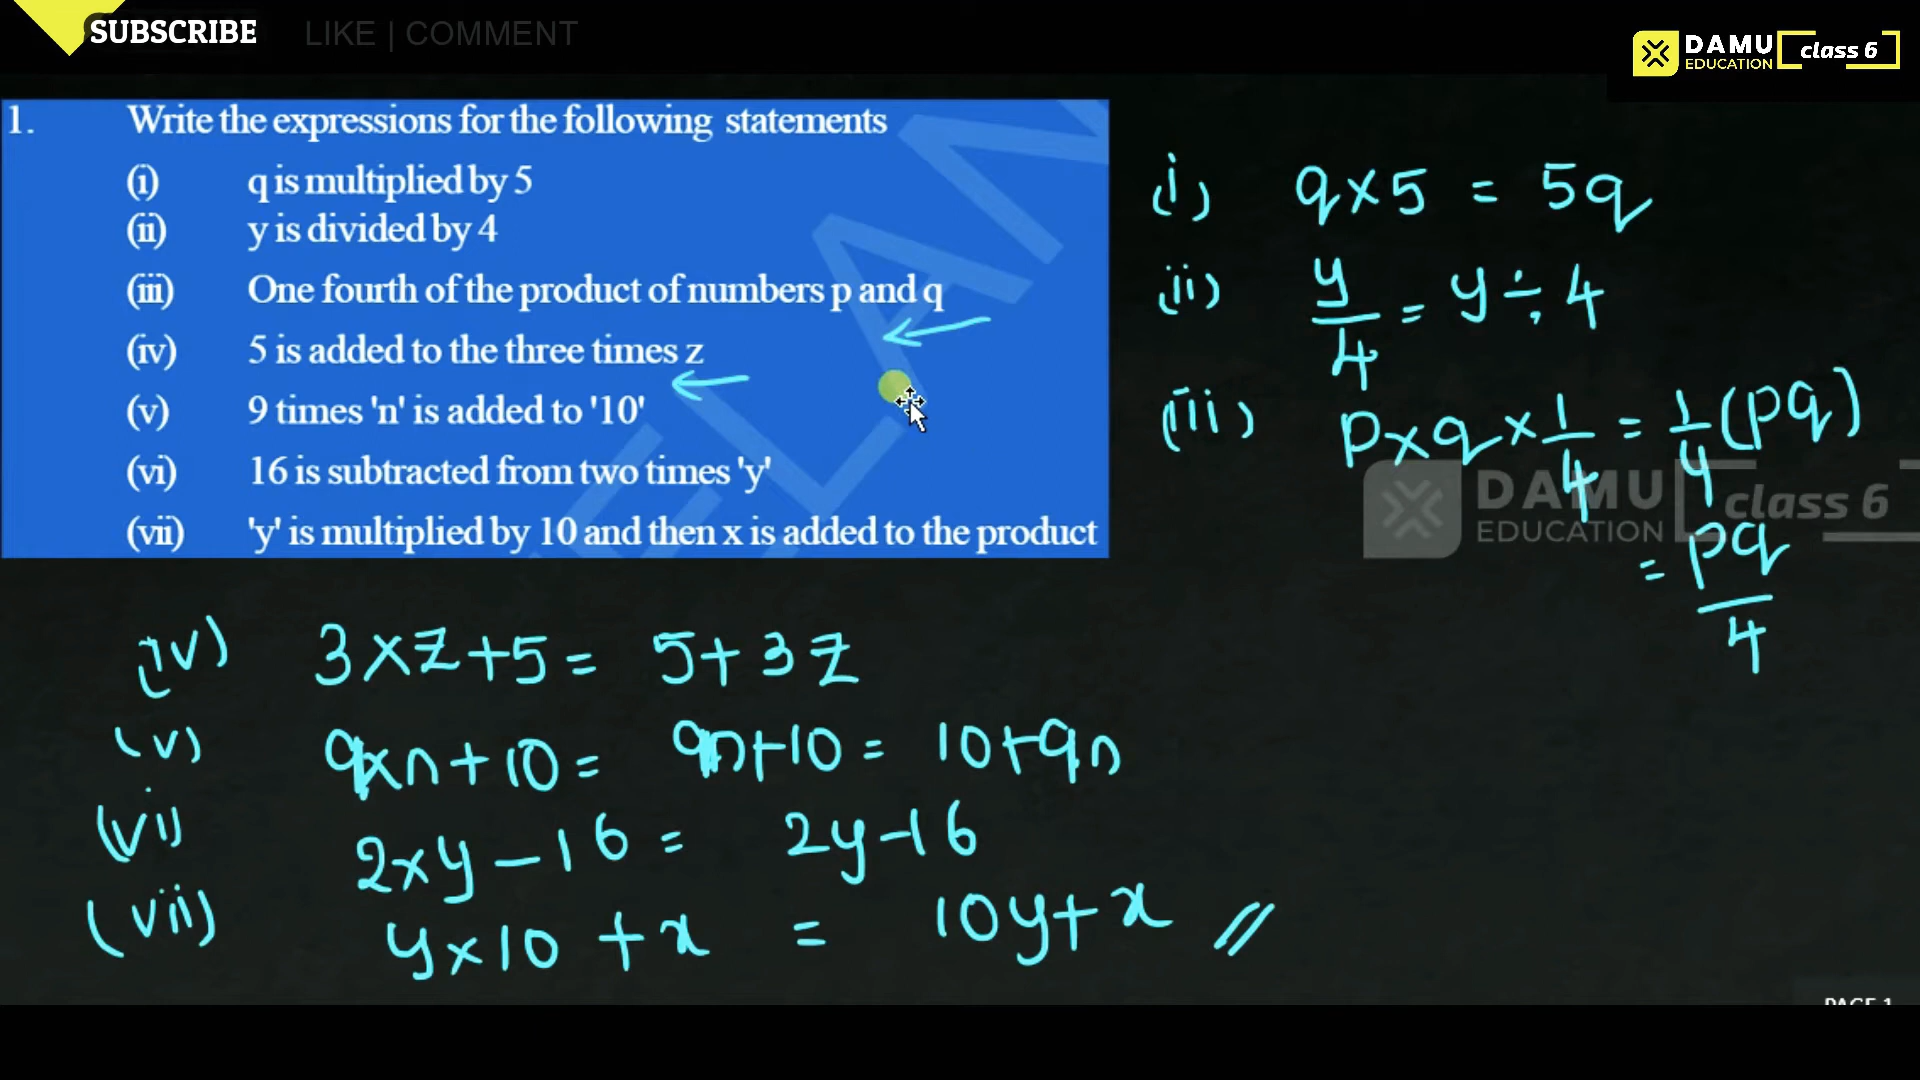 SUBSCRIBE LIKE | COMMENT
DAMU EDUCATION class 6
1. Write the expressions for the following statements
(i) q is multiplied by 5
(ii) y is divided by 4
(iii) One fourth of the product of numbers p and q
(iv) 5 is added to the three times z
(v) 9 times 'n' is added to '10'
(vi) 16 is subtracted from two times 'y'
(vii) 'y' is multiplied by 10 and then x is added to the product
(i) q×5 = 5q
(ii) y/4 = y÷4
(iii) p×q×1/4 = 1/4(pq)
= pq/4
DAMU EDUCATION class 6
(iv) 3×z+5 = 5+3z
(v) 9×n+10 = 9n+10 = 10+9n
(vi) 2×y-16 = 2y-16
(vii) y×10+x = 10y+x //
PAGE 1